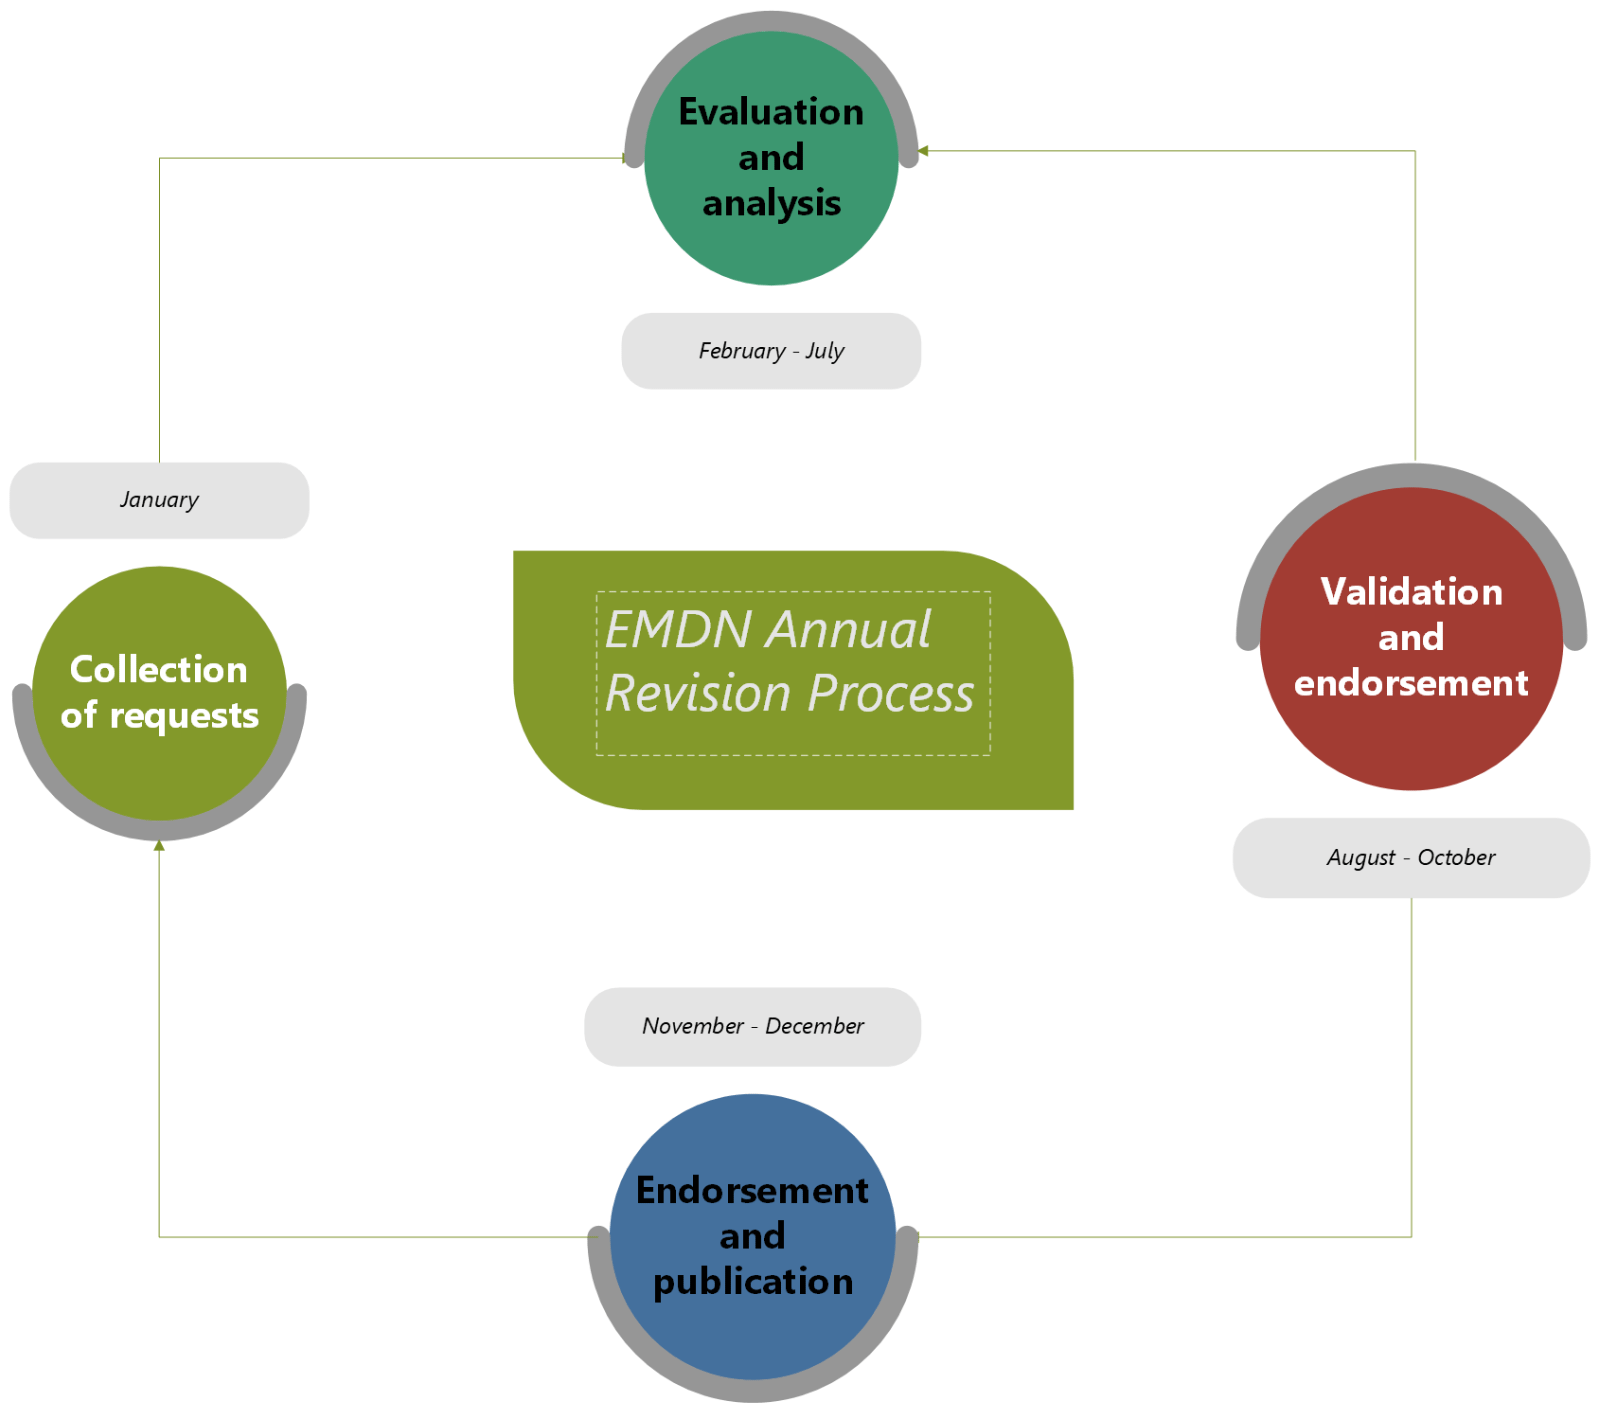 Evaluation
and
analysis
February - July
January
Collection
of requests
EMDN Annual
Revision Process
Validation
and
endorsement
August - October
November - December
Endorsement
and
publication